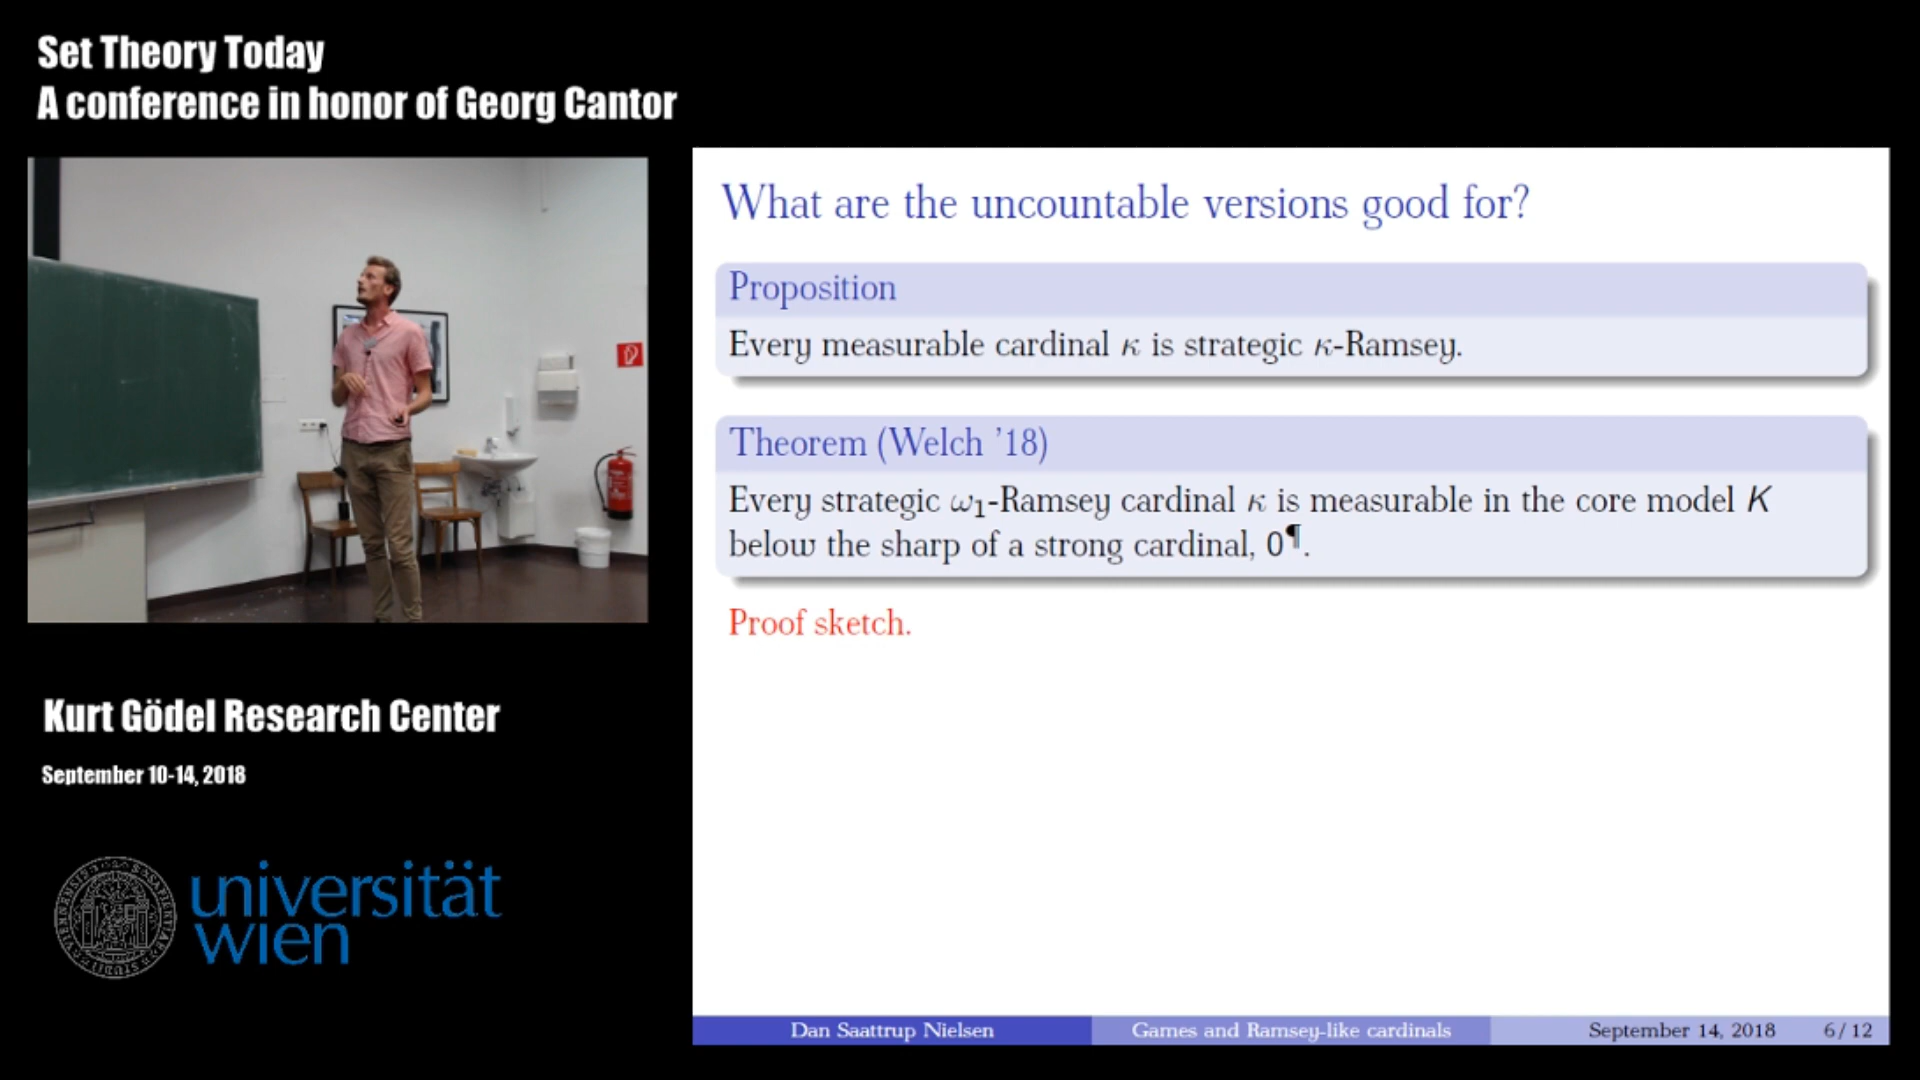 Set Theory Today
A conference in honor of Georg Cantor
What are the uncountable versions good for?
Proposition
Every measurable cardinal κ is strategic κ-Ramsey.
Theorem (Welch ’18)
Every strategic ω₁-Ramsey cardinal κ is measurable in the core model K
below the sharp of a strong cardinal, 0¶.
Proof sketch.
Kurt Gödel Research Center
September 10-14, 2018
universität
wien
Dan Saattrup Nielsen Games and Ramsey-like cardinals September 14, 2018 6 / 12